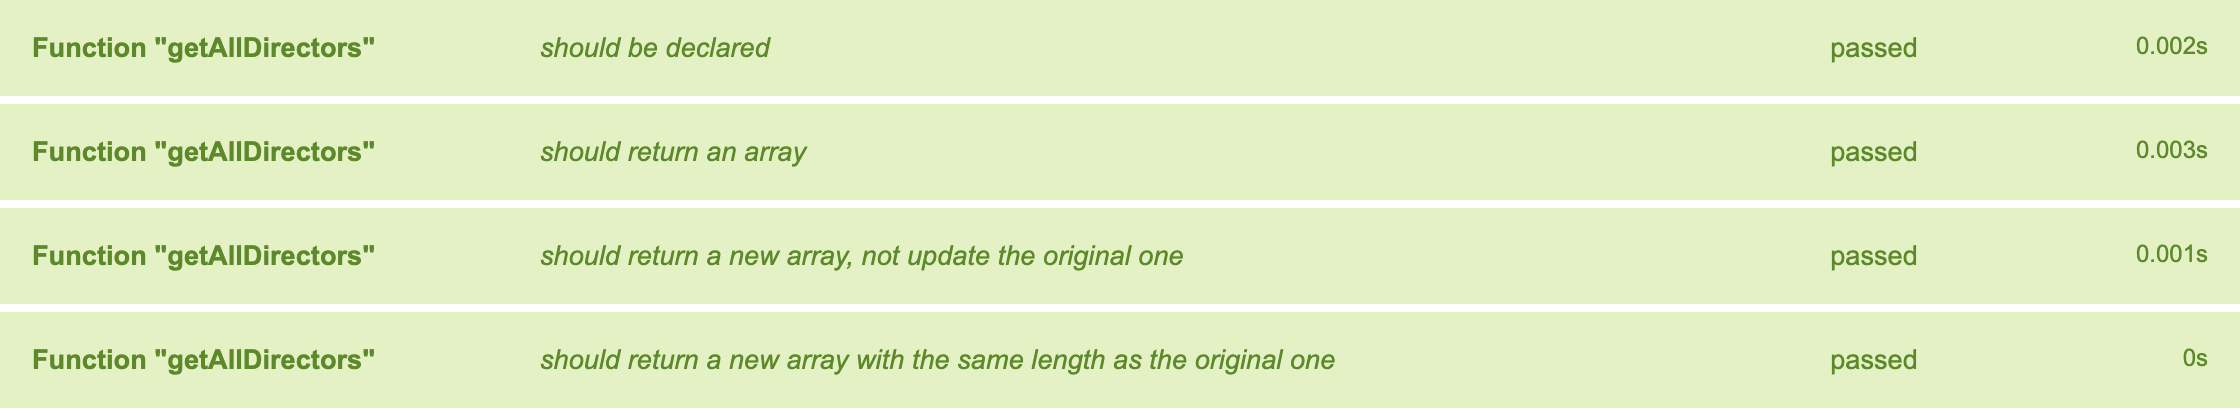 Function "getAllDirectors" should be declared passed 0.002s
Function "getAllDirectors" should return an array passed 0.003s
Function "getAllDirectors" should return a new array, not update the original one passed 0.001s
Function "getAllDirectors" should return a new array with the same length as the original one passed 0s